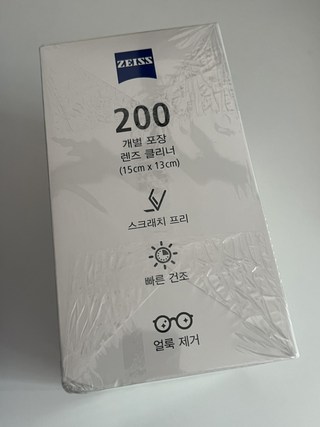 ZEISS
200
개별 포장
렌즈 클리너
(15cm x 13cm)
스크래치 프리
빠른 건조
얼룩 제거